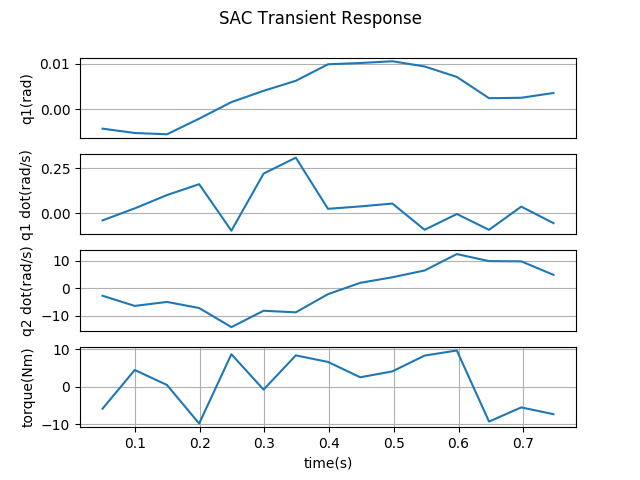 SAC Transient Response
0.01
0.00
q1(rad)
0.25
0.00
q1 dot(rad/s)
10
0
−10
q2 dot(rad/s)
10
0
−10
torque(Nm)
0.1 0.2 0.3 0.4 0.5 0.6 0.7
time(s)